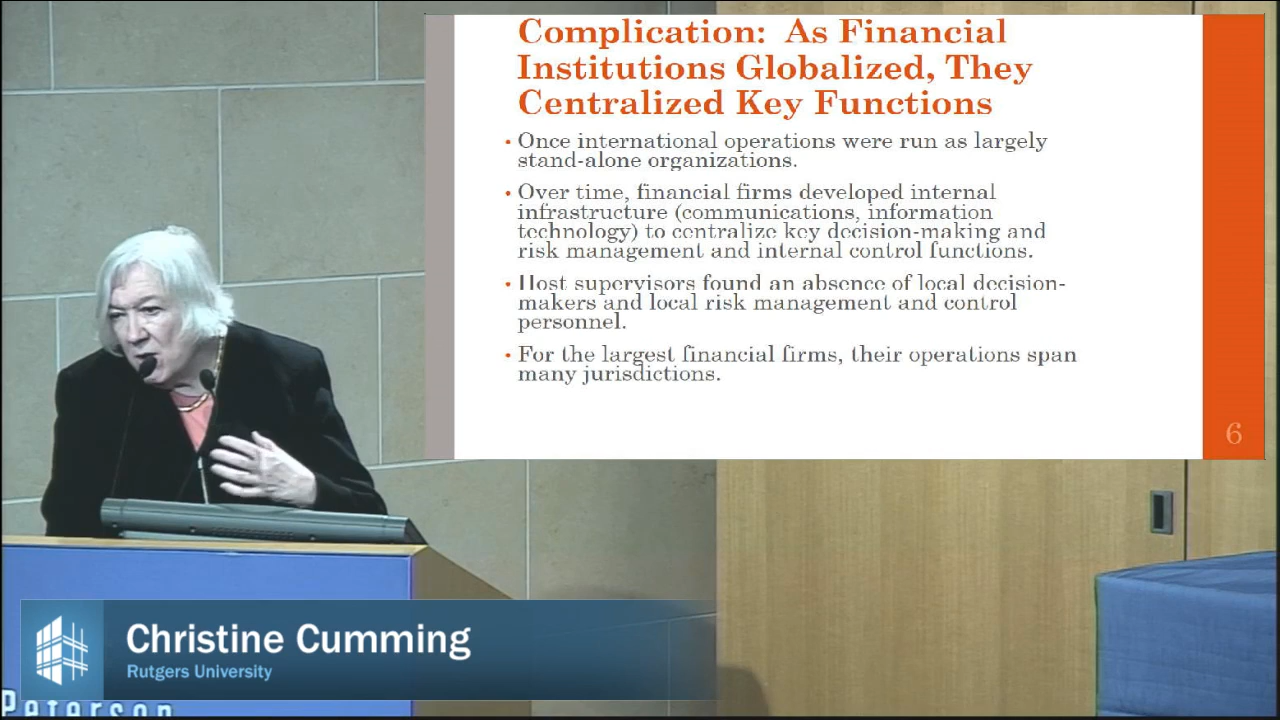 Complication: As Financial
Institutions Globalized, They
Centralized Key Functions
• Once international operations were run as largely
stand-alone organizations.
• Over time, financial firms developed internal
infrastructure (communications, information
technology) to centralize key decision-making and
risk management and internal control functions.
• Host supervisors found an absence of local decision-
makers and local risk management and control
personnel.
• For the largest financial firms, their operations span
many jurisdictions.
6
Christine Cumming
Rutgers University
Peterson